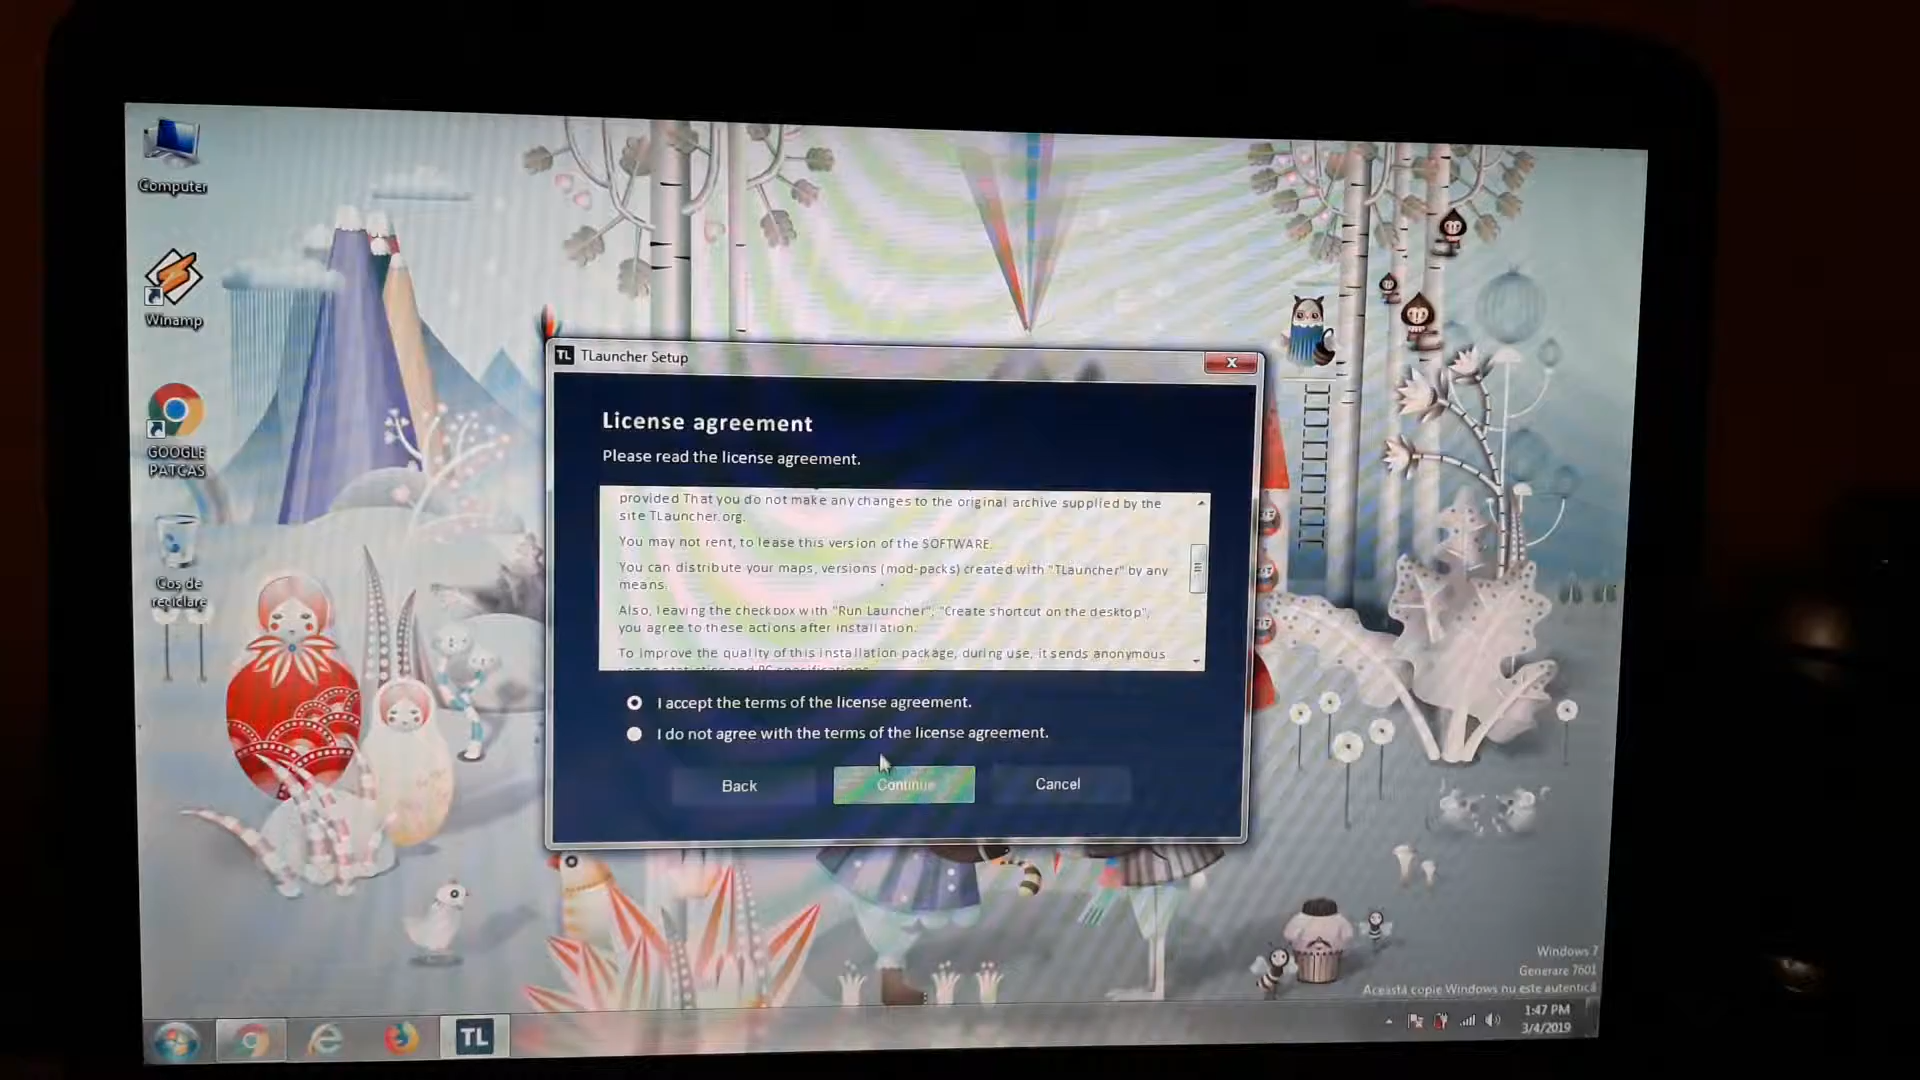 Computer
Winamp
GOOGLE
PATCAS
Coș de
reciclare
TL TLauncher Setup
License agreement
Please read the license agreement.
provided That you do not make any changes to the original archive supplied by the
site TLauncher.org.
You may not rent, to lease this version of the SOFTWARE.
You can distribute your maps, versions (mod-packs) created with "TLauncher" by any
means.
Also, leaving the checkbox with "Run Launcher", "Create shortcut on the desktop",
you agree to these actions after installation.
To improve the quality of this installation package, during use, it sends anonymous
usage statistics and PC specifications
I accept the terms of the license agreement.
I do not agree with the terms of the license agreement.
Back
Continue
Cancel
Windows 7
Generare 7601
Această copie Windows nu este autentică
TL
1:47 PM
3/4/2019